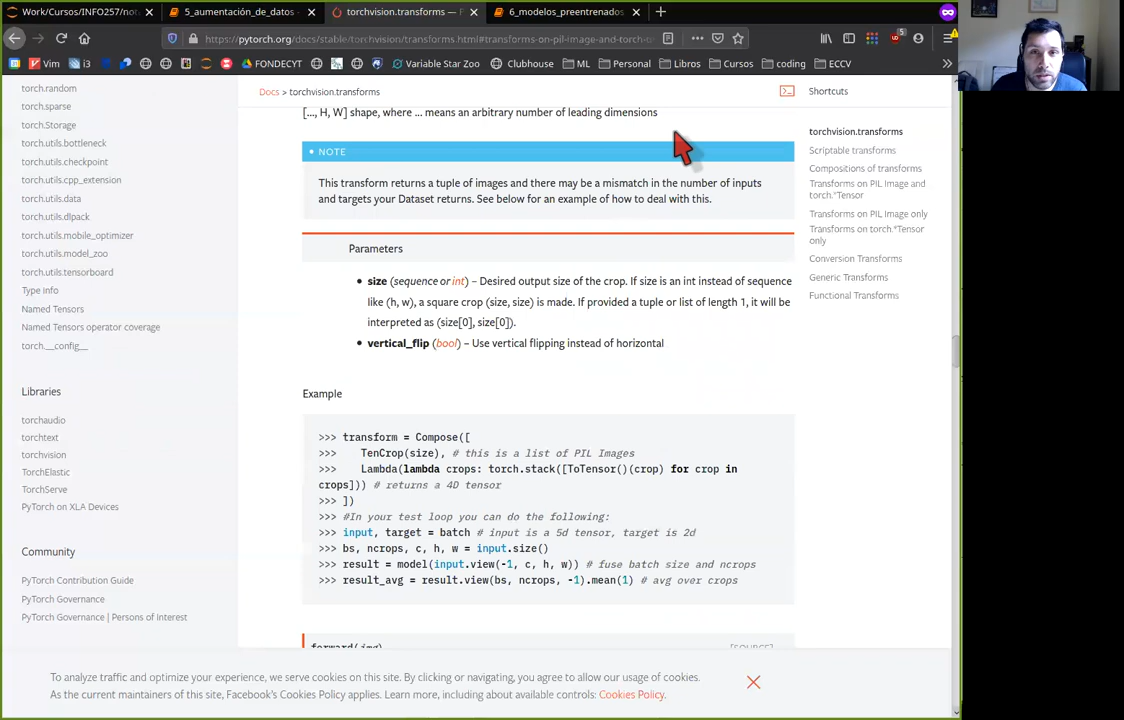 Work/Cursos/INFO257/not
5_aumentación_de_datos -
torchvision.transforms — P
6_modelos_preentrenados
https://pytorch.org/docs/stable/torchvision/transforms.html#transforms-on-pil-image-and-torch-t
Vim
i3
FONDECYT
Variable Star Zoo
Clubhouse
ML
Personal
Libros
Cursos
coding
ECCV
5
Docs > torchvision.transforms
Shortcuts
torch.random
torch.sparse
torch.Storage
torch.utils.bottleneck
torch.utils.checkpoint
torch.utils.cpp_extension
torch.utils.data
torch.utils.dlpack
torch.utils.mobile_optimizer
torch.utils.model_zoo
torch.utils.tensorboard
Type Info
Named Tensors
Named Tensors operator coverage
torch.__config__
Libraries
torchaudio
torchtext
torchvision
TorchElastic
TorchServe
PyTorch on XLA Devices
Community
PyTorch Contribution Guide
PyTorch Governance
PyTorch Governance | Persons of Interest
[..., H, W] shape, where ... means an arbitrary number of leading dimensions
NOTE
This transform returns a tuple of images and there may be a mismatch in the number of inputs
and targets your Dataset returns. See below for an example of how to deal with this.
Parameters
• size (sequence or int) – Desired output size of the crop. If size is an int instead of sequence
like (h, w), a square crop (size, size) is made. If provided a tuple or list of length 1, it will be
interpreted as (size[0], size[0]).
• vertical_flip (bool) – Use vertical flipping instead of horizontal
Example
>>> transform = Compose([
>>>    TenCrop(size), # this is a list of PIL Images
>>>    Lambda(lambda crops: torch.stack([ToTensor()(crop) for crop in
crops])) # returns a 4D tensor
>>> ])
>>> #In your test loop you can do the following:
>>> input, target = batch # input is a 5d tensor, target is 2d
>>> bs, ncrops, c, h, w = input.size()
>>> result = model(input.view(-1, c, h, w)) # fuse batch size and ncrops
>>> result_avg = result.view(bs, ncrops, -1).mean(1) # avg over crops
forward(img)
[SOURCE]
torchvision.transforms
Scriptable transforms
Compositions of transforms
Transforms on PIL Image and
torch.*Tensor
Transforms on PIL Image only
Transforms on torch.*Tensor
only
Conversion Transforms
Generic Transforms
Functional Transforms
To analyze traffic and optimize your experience, we serve cookies on this site. By clicking or navigating, you agree to allow our usage of cookies.
As the current maintainers of this site, Facebook's Cookies Policy applies. Learn more, including about available controls: Cookies Policy.